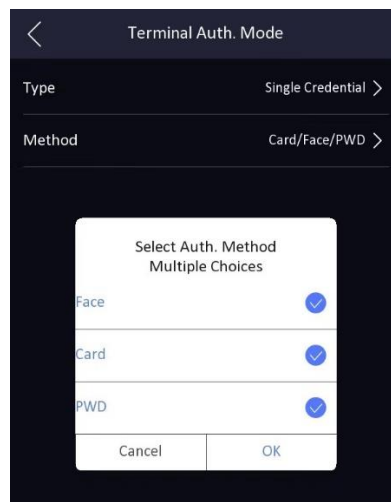 Terminal Auth. Mode
Type Single Credential
Method Card/Face/PWD
Select Auth. Method
Multiple Choices
Face
Card
PWD
Cancel OK